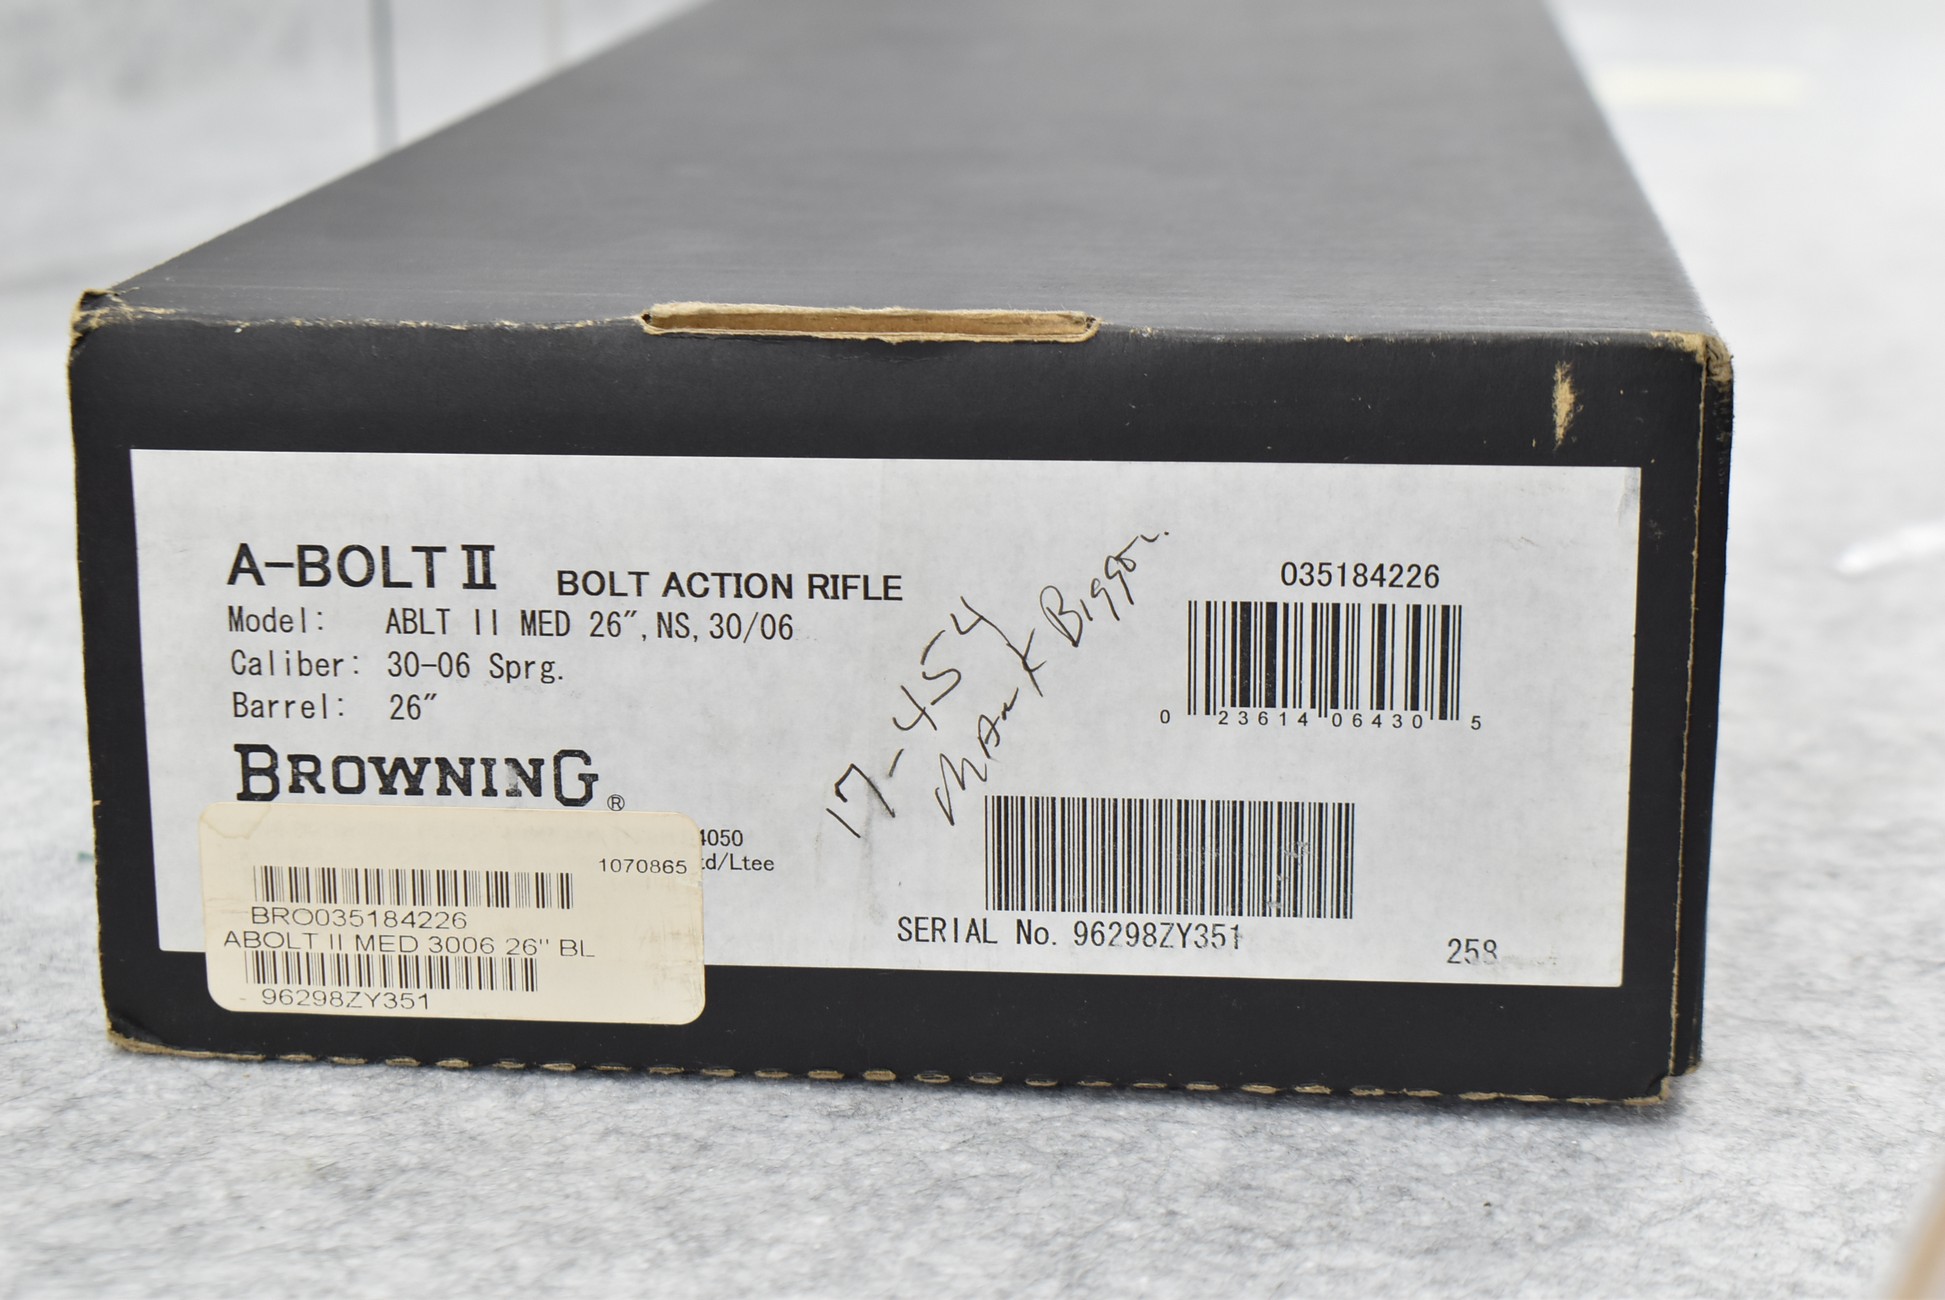 A-BOLT II BOLT ACTION RIFLE
Model: ABLT II MED 26", NS, 30/06
Caliber: 30-06 Sprg.
Barrel: 26"
BROWNING®
4050
td/Ltee
17-454
Mark
035184226
0 23614 06430 5
SERIAL No. 96298ZY351
258
1070865
BRO035184226
ABOLT II MED 3006 26" BL
96298ZY351